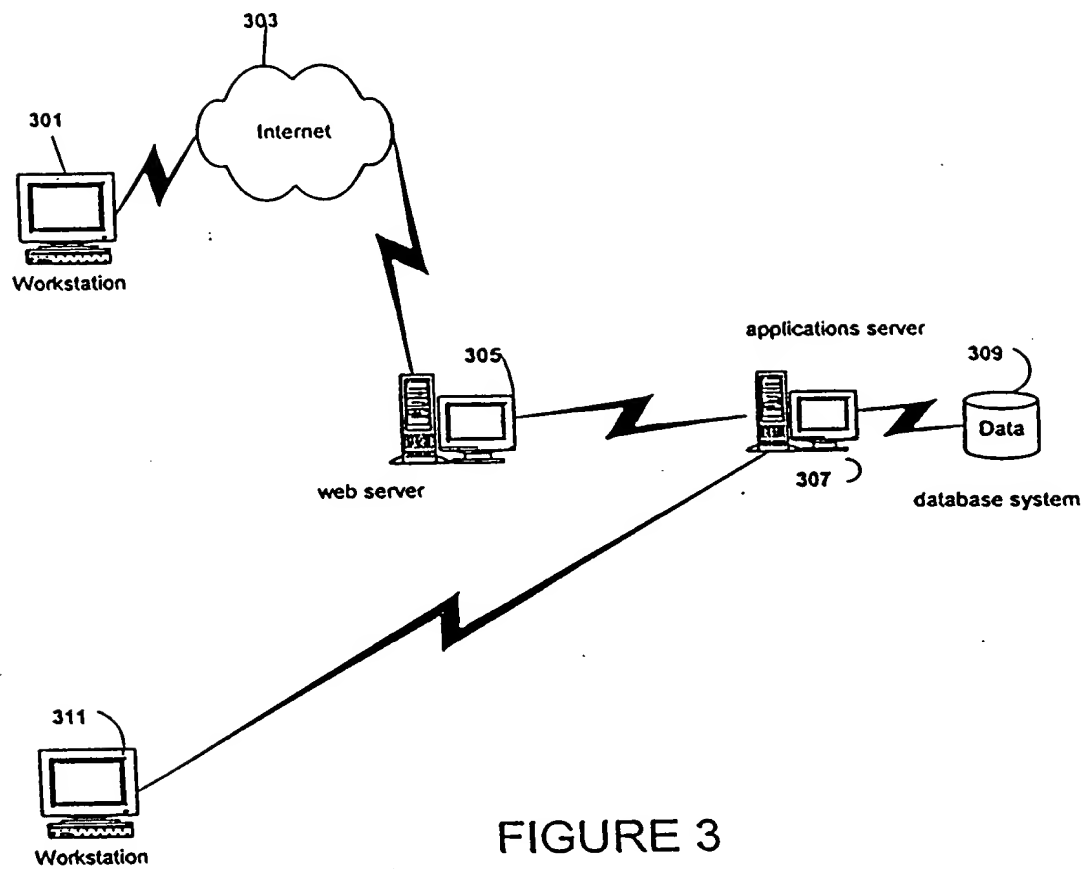 303
301
Internet
Workstation
applications server
305
309
Data
307
web server
database system
311
Workstation
FIGURE 3